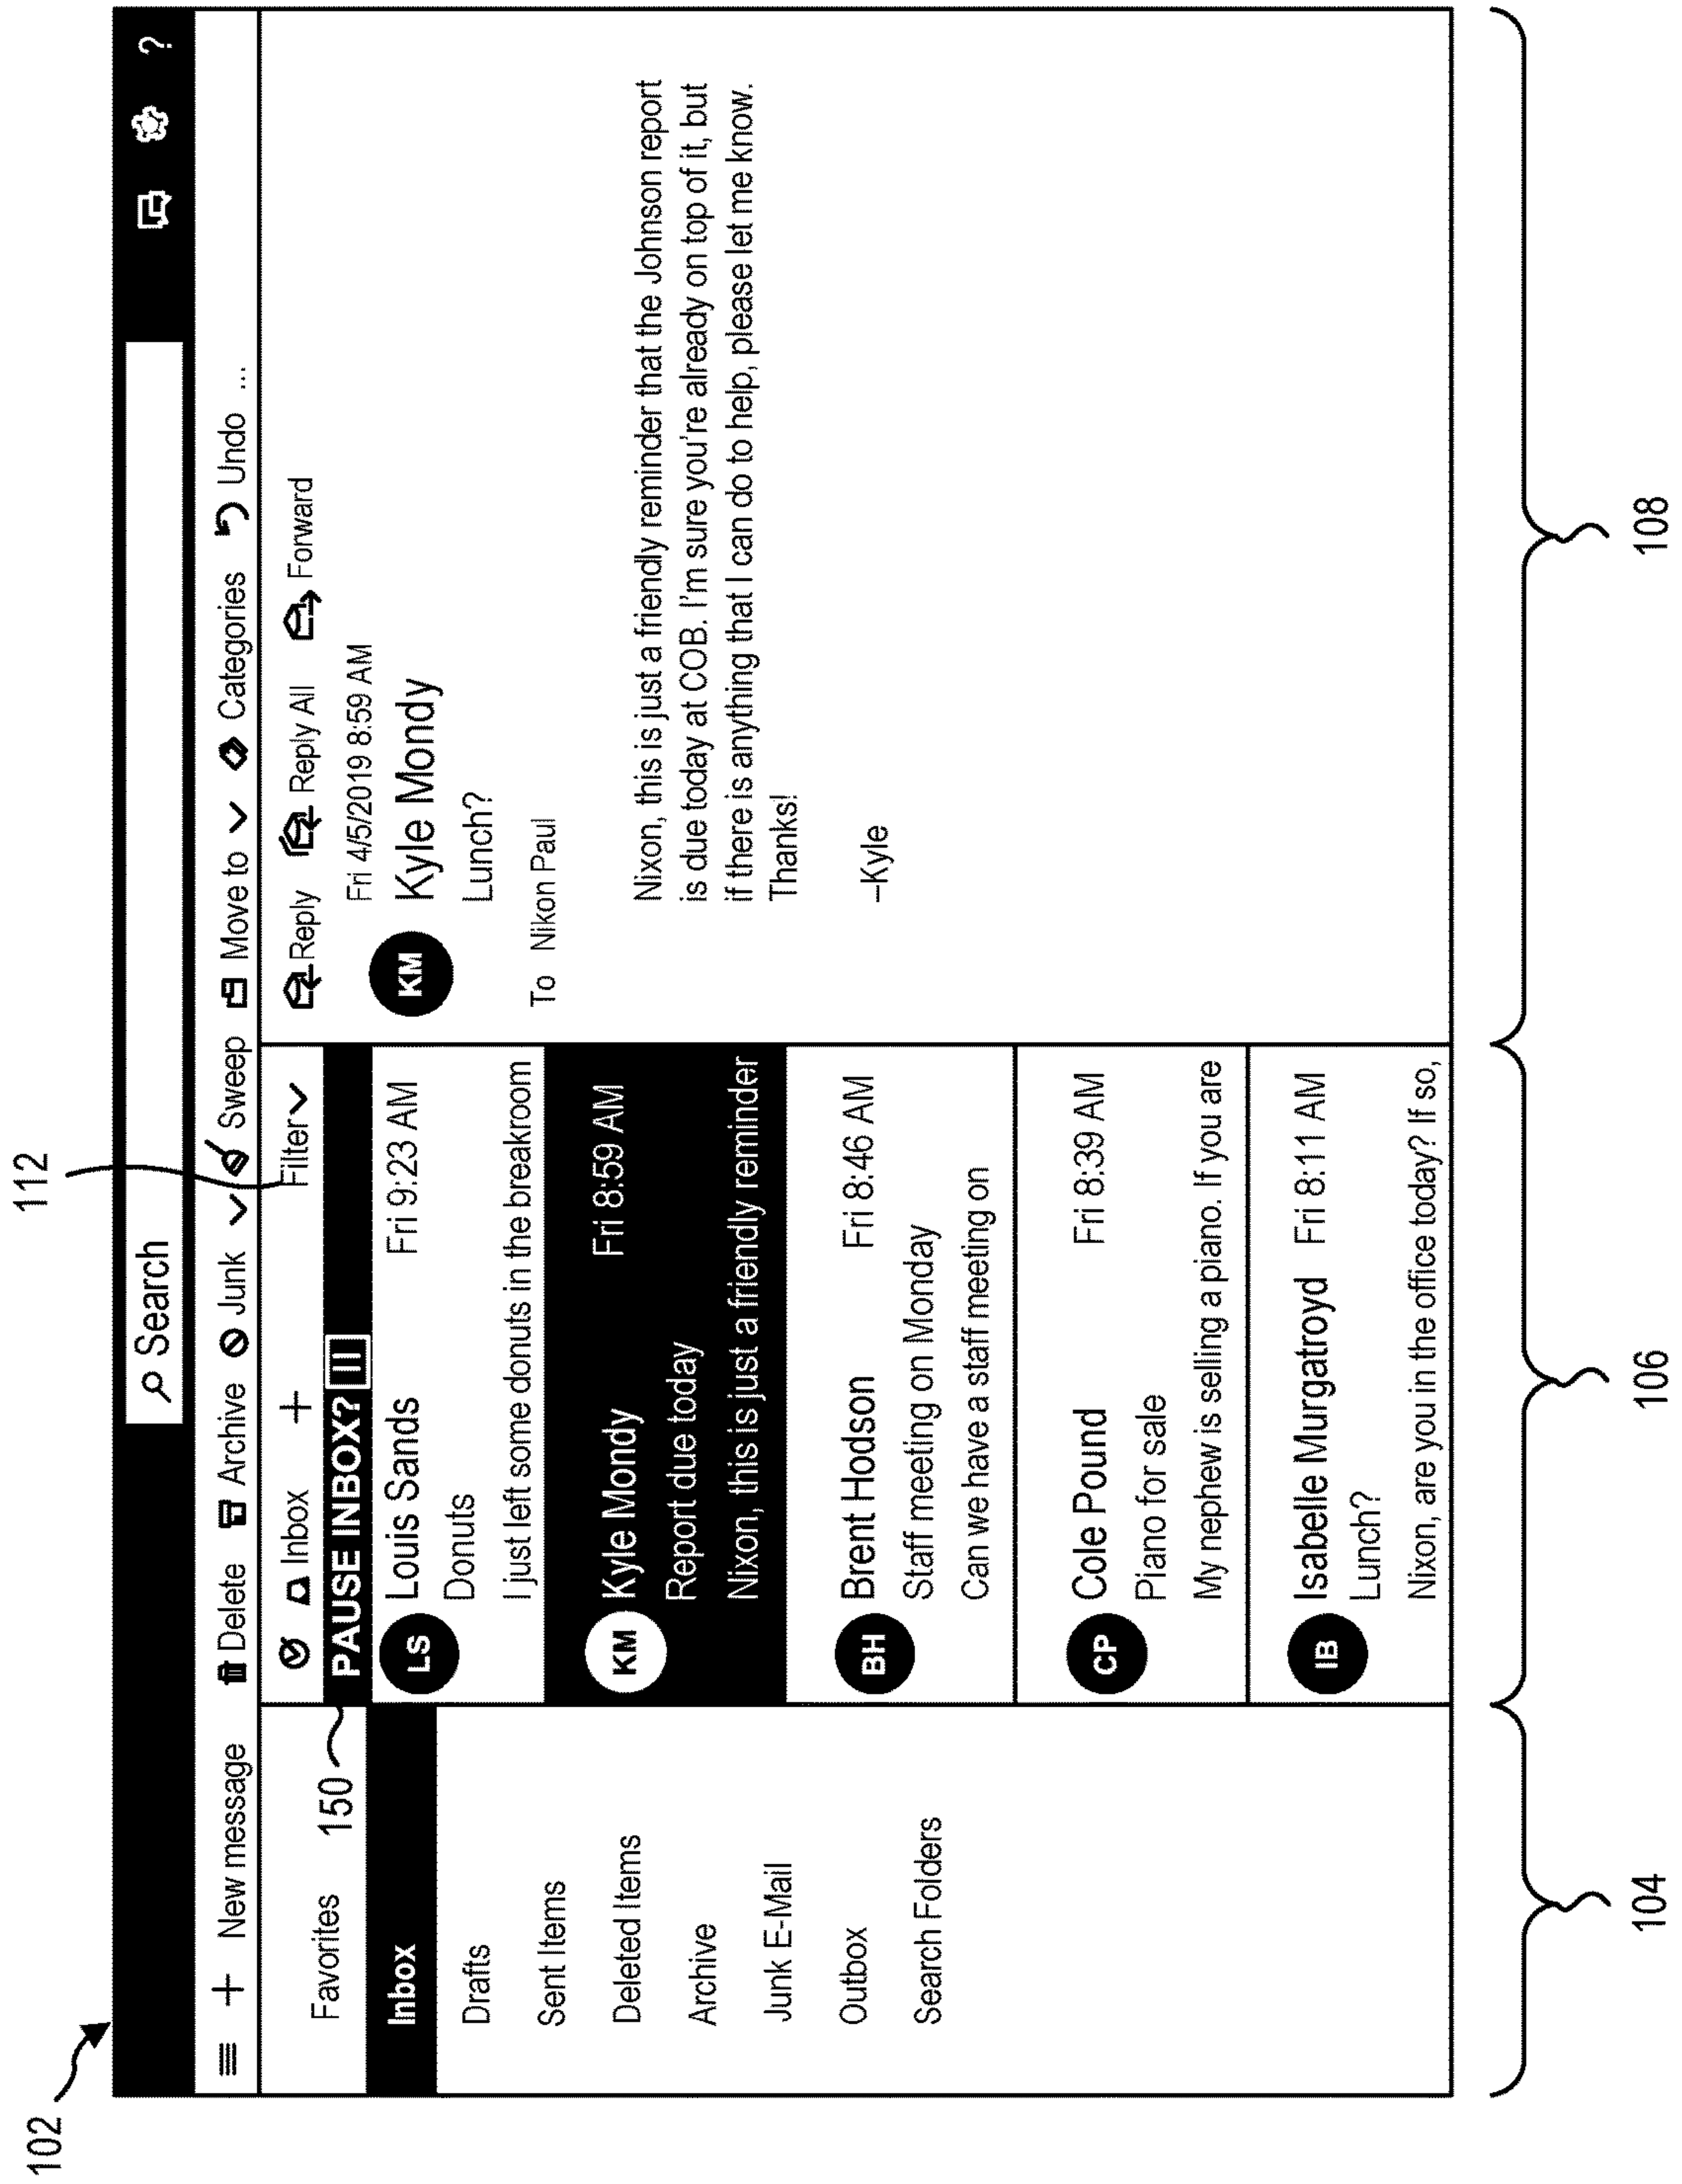 102
112
Search
?
New message Delete Archive Junk Sweep Move to Categories Undo ...
Favorites
150
Inbox
Drafts
Sent Items
Deleted Items
Archive
Junk E-Mail
Outbox
Search Folders
Inbox + Filter
PAUSE INBOX?
LS Louis Sands Fri 9:23 AM
Donuts
I just left some donuts in the breakroom
KM Kyle Mondy Fri 8:59 AM
Report due today
Nixon, this is just a friendly reminder
BH Brent Hodson Fri 8:46 AM
Staff meeting on Monday
Can we have a staff meeting on
CP Cole Pound Fri 8:39 AM
Piano for sale
My nephew is selling a piano. If you are
IB Isabelle Murgatroyd Fri 8:11 AM
Lunch?
Nixon, are you in the office today? If so,
Reply Reply All Forward
Fri 4/5/2019 8:59 AM
KM Kyle Mondy
Lunch?
To Nikon Paul
Nixon, this is just a friendly reminder that the Johnson report
is due today at COB. I'm sure you're already on top of it, but
if there is anything that I can do to help, please let me know.
Thanks!
–Kyle
104
106
108